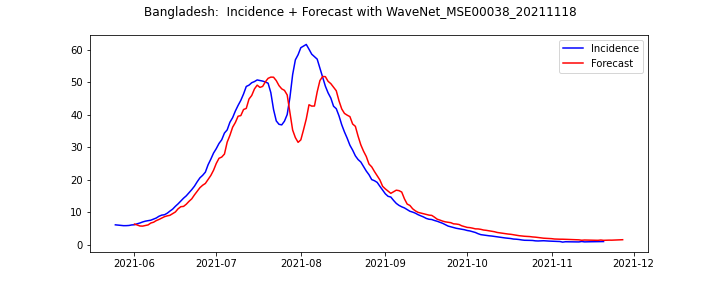 Bangladesh:  Incidence + Forecast with WaveNet_MSE00038_20211118
Incidence
Forecast
60
50
40
30
20
10
0
2021-06 2021-07 2021-08 2021-09 2021-10 2021-11 2021-12